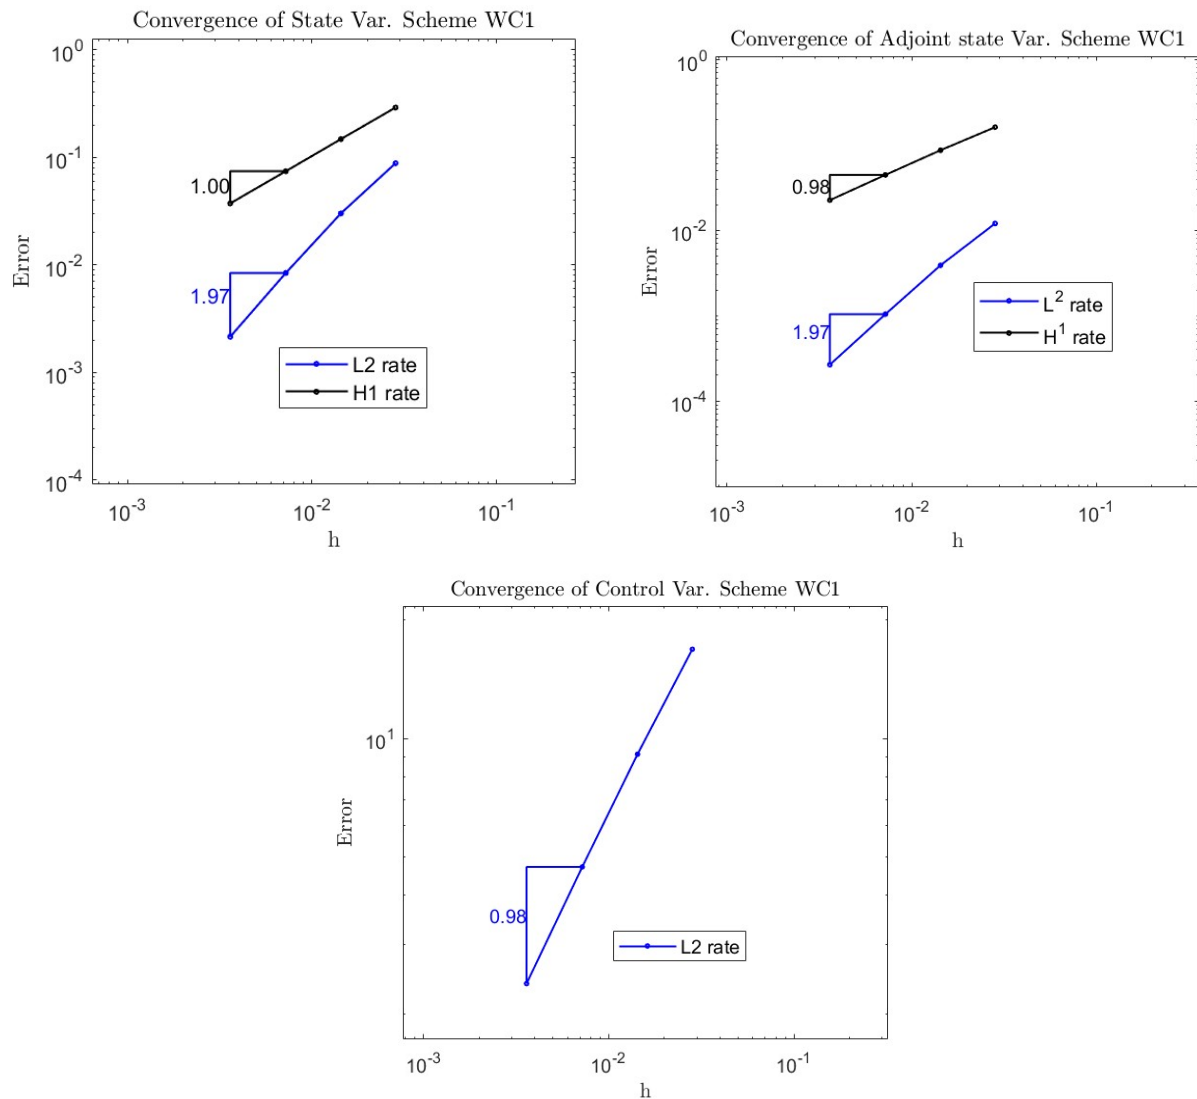 Convergence of State Var. Scheme WC1
10^0
10^-1
10^-2
10^-3
10^-4
Error
1.00
1.97
L2 rate
H1 rate
10^-3
10^-2
10^-1
h
Convergence of Adjoint state Var. Scheme WC1
10^0
10^-2
10^-4
Error
0.98
1.97
L^2 rate
H^1 rate
10^-3
10^-2
10^-1
h
Convergence of Control Var. Scheme WC1
10^1
Error
0.98
L2 rate
10^-3
10^-2
10^-1
h